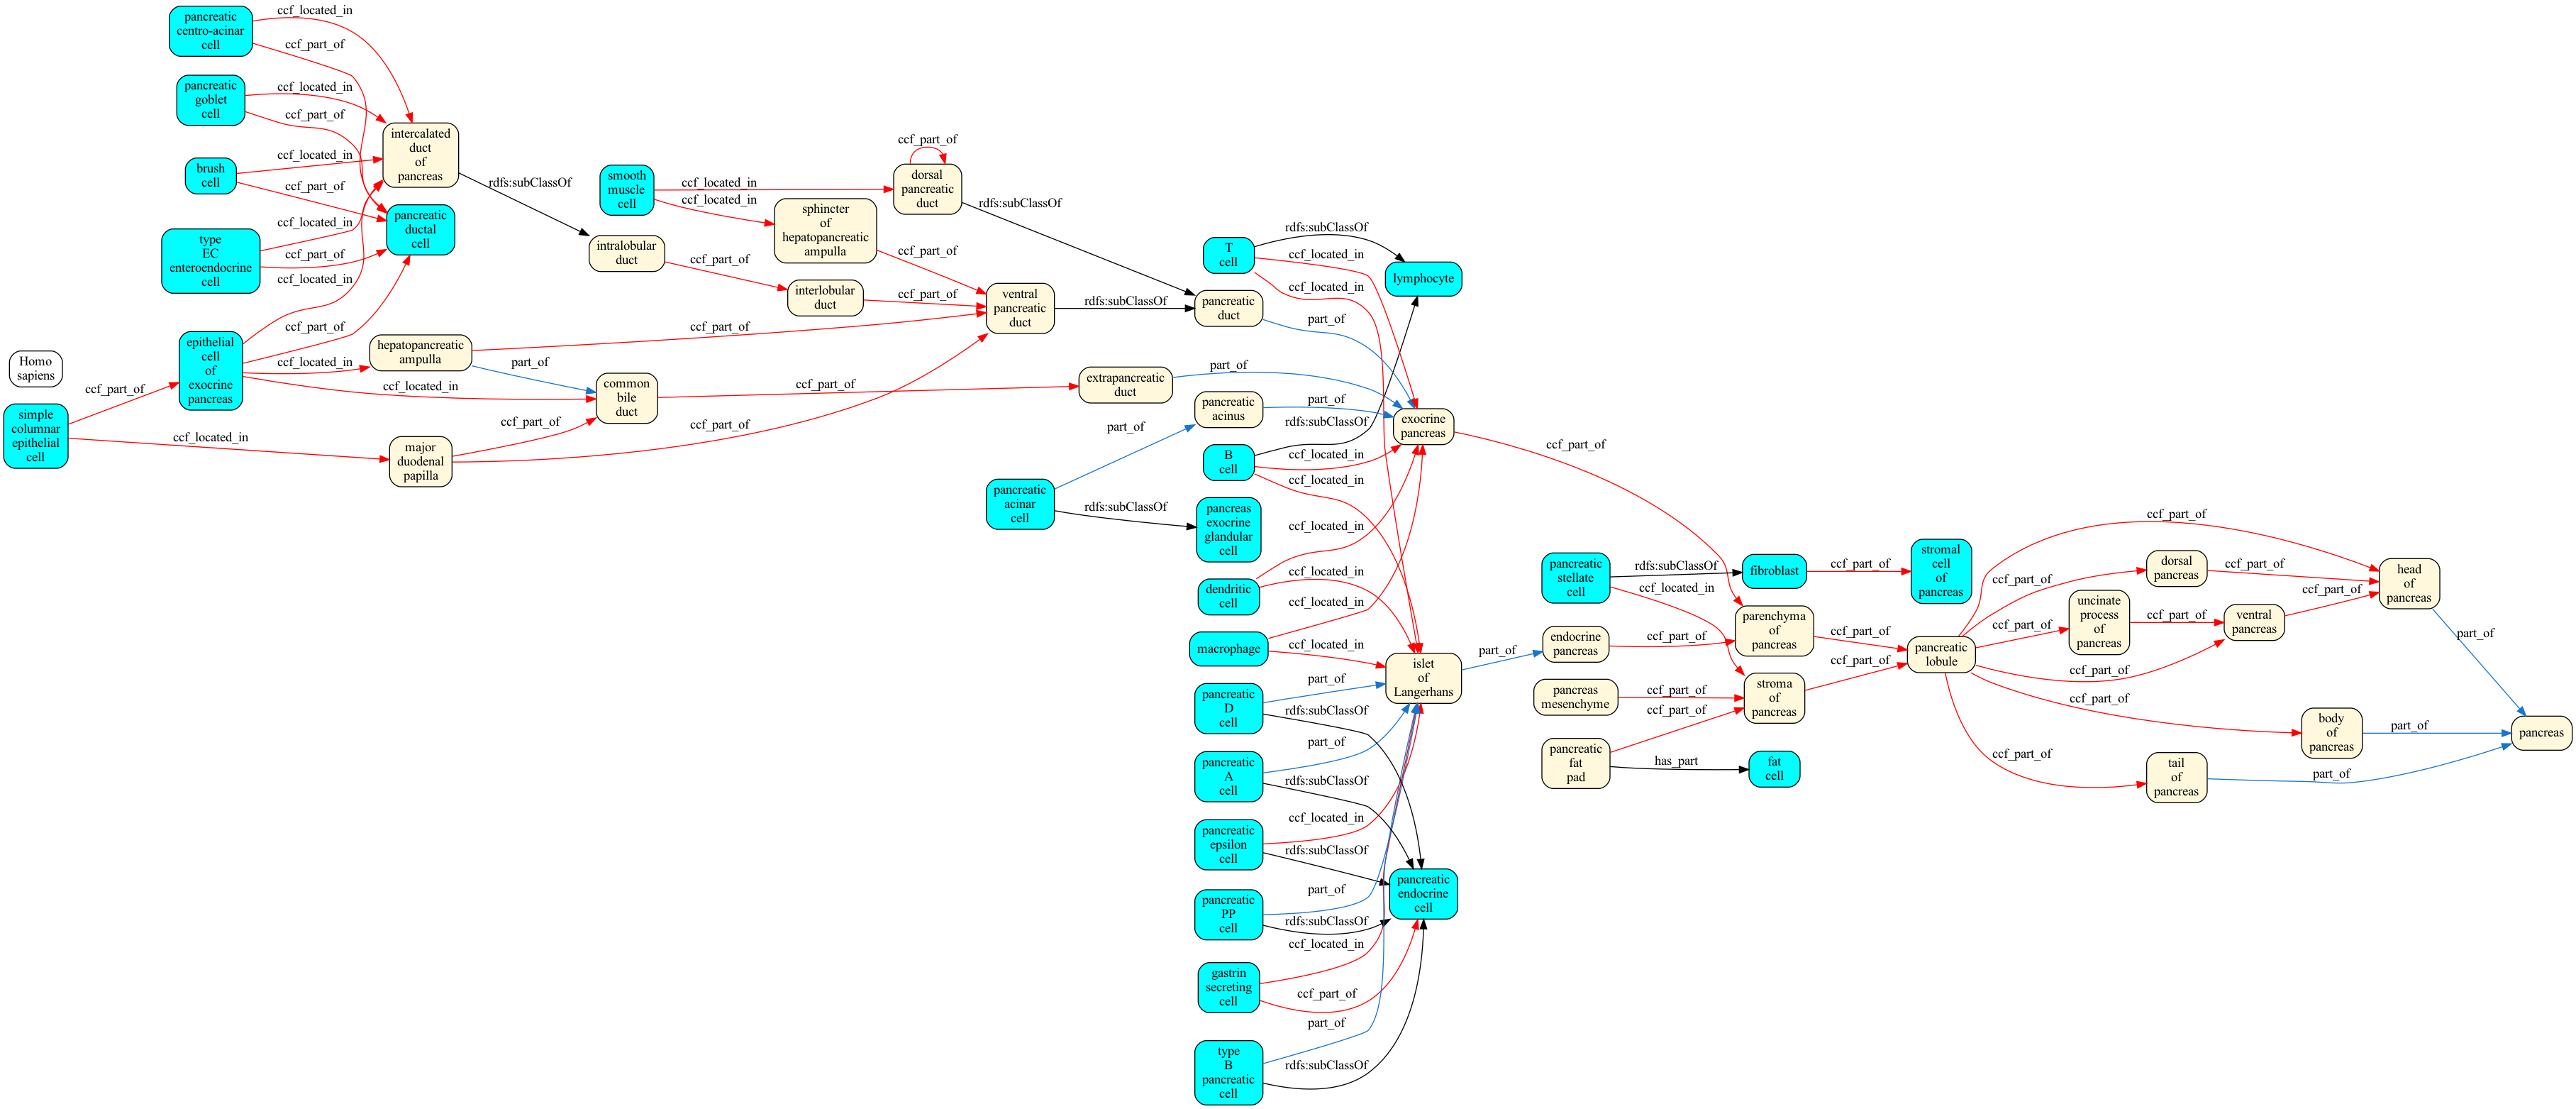 pancreatic
centro-acinar
cell
ccf_located_in
ccf_part_of
pancreatic
goblet
cell
ccf_located_in
ccf_part_of
brush
cell
ccf_located_in
ccf_part_of
type
EC
enteroendocrine
cell
ccf_located_in
ccf_part_of
Homo
sapiens
simple
columnar
epithelial
cell
ccf_part_of
ccf_located_in
epithelial
cell
of
exocrine
pancreas
ccf_located_in
ccf_part_of
ccf_located_in
ccf_located_in
intercalated
duct
of
pancreas
rdfs:subClassOf
pancreatic
ductal
cell
hepatopancreatic
ampulla
ccf_part_of
part_of
major
duodenal
papilla
ccf_part_of
ccf_part_of
intralobular
duct
ccf_part_of
common
bile
duct
ccf_part_of
smooth
muscle
cell
ccf_located_in
ccf_located_in
sphincter
of
hepatopancreatic
ampulla
ccf_part_of
interlobular
duct
ccf_part_of
ccf_part_of
dorsal
pancreatic
duct
rdfs:subClassOf
ventral
pancreatic
duct
rdfs:subClassOf
extrapancreatic
duct
part_of
pancreatic
acinar
cell
part_of
rdfs:subClassOf
T
cell
rdfs:subClassOf
ccf_located_in
ccf_located_in
pancreatic
duct
part_of
pancreatic
acinus
part_of
B
cell
rdfs:subClassOf
ccf_located_in
ccf_located_in
pancreas
exocrine
glandular
cell
dendritic
cell
ccf_located_in
ccf_located_in
macrophage
ccf_located_in
ccf_located_in
pancreatic
D
cell
part_of
rdfs:subClassOf
pancreatic
A
cell
part_of
rdfs:subClassOf
pancreatic
epsilon
cell
ccf_located_in
rdfs:subClassOf
pancreatic
PP
cell
part_of
rdfs:subClassOf
gastrin
secreting
cell
ccf_located_in
ccf_part_of
type
B
pancreatic
cell
part_of
rdfs:subClassOf
lymphocyte
exocrine
pancreas
ccf_part_of
islet
of
Langerhans
part_of
pancreatic
endocrine
cell
pancreatic
stellate
cell
rdfs:subClassOf
ccf_located_in
endocrine
pancreas
ccf_part_of
pancreas
mesenchyme
ccf_part_of
pancreatic
fat
pad
ccf_part_of
has_part
fibroblast
ccf_part_of
parenchyma
of
pancreas
ccf_part_of
stroma
of
pancreas
ccf_part_of
fat
cell
stromal
cell
of
pancreas
pancreatic
lobule
ccf_part_of
ccf_part_of
ccf_part_of
ccf_part_of
ccf_part_of
ccf_part_of
dorsal
pancreas
ccf_part_of
uncinate
process
of
pancreas
ccf_part_of
ventral
pancreas
ccf_part_of
head
of
pancreas
part_of
body
of
pancreas
part_of
tail
of
pancreas
part_of
pancreas